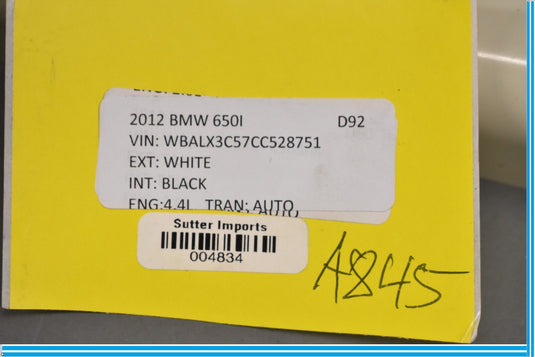 2012 BMW 650I D92
VIN: WBALX3C57CC528751
EXT: WHITE
INT: BLACK
ENG:4.4L TRAN: AUTO
AUTO
Sutter Imports
004834
A845